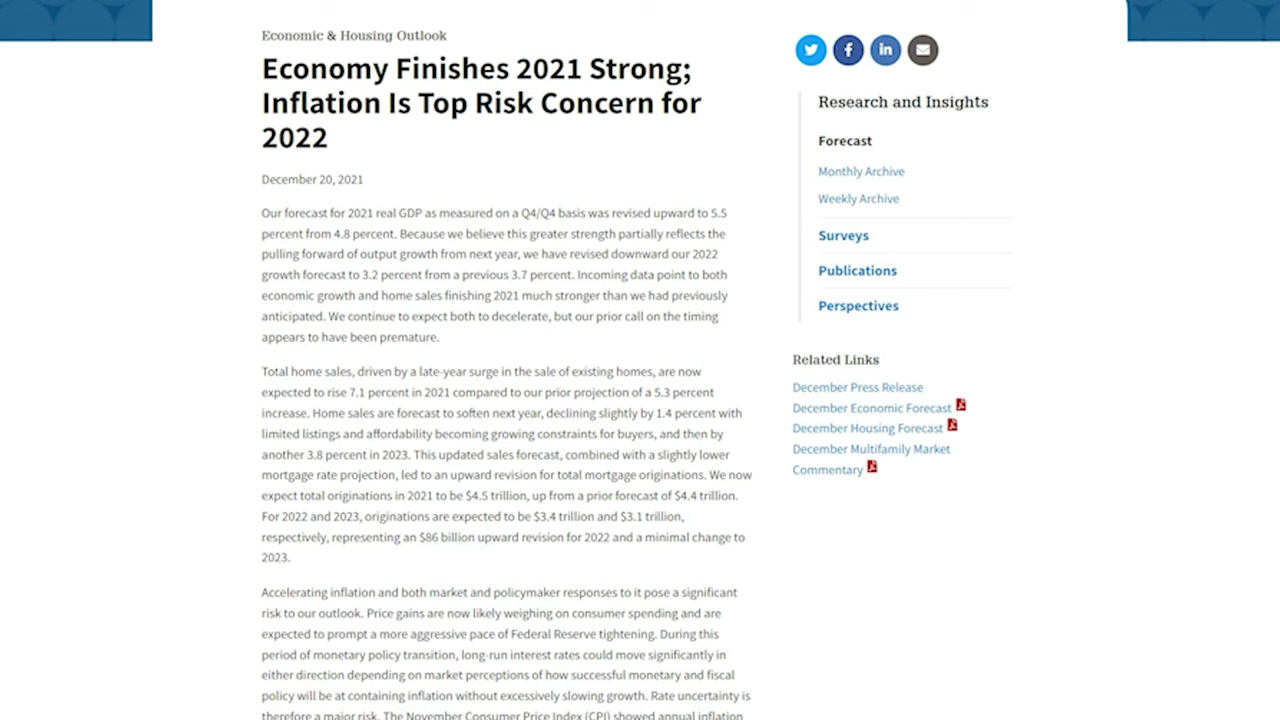 Economic & Housing Outlook
Economy Finishes 2021 Strong;
Inflation Is Top Risk Concern for
2022
December 20, 2021
Our forecast for 2021 real GDP as measured on a Q4/Q4 basis was revised upward to 5.5
percent from 4.8 percent. Because we believe this greater strength partially reflects the
pulling forward of output growth from next year, we have revised downward our 2022
growth forecast to 3.2 percent from a previous 3.7 percent. Incoming data point to both
economic growth and home sales finishing 2021 much stronger than we had previously
anticipated. We continue to expect both to decelerate, but our prior call on the timing
appears to have been premature.
Total home sales, driven by a late-year surge in the sale of existing homes, are now
expected to rise 7.1 percent in 2021 compared to our prior projection of a 5.3 percent
increase. Home sales are forecast to soften next year, declining slightly by 1.4 percent with
limited listings and affordability becoming growing constraints for buyers, and then by
another 3.8 percent in 2023. This updated sales forecast, combined with a slightly lower
mortgage rate projection, led to an upward revision for total mortgage originations. We now
expect total originations in 2021 to be $4.5 trillion, up from a prior forecast of $4.4 trillion.
For 2022 and 2023, originations are expected to be $3.4 trillion and $3.1 trillion,
respectively, representing an $86 billion upward revision for 2022 and a minimal change to
2023.
Accelerating inflation and both market and policymaker responses to it pose a significant
risk to our outlook. Price gains are now likely weighing on consumer spending and are
expected to prompt a more aggressive pace of Federal Reserve tightening. During this
period of monetary policy transition, long-run interest rates could move significantly in
either direction depending on market perceptions of how successful monetary and fiscal
policy will be at containing inflation without excessively slowing growth. Rate uncertainty is
therefore a major risk. The November Consumer Price Index (CPI) showed annual inflation
Research and Insights
Forecast
Monthly Archive
Weekly Archive
Surveys
Publications
Perspectives
Related Links
December Press Release
December Economic Forecast
December Housing Forecast
December Multifamily Market
Commentary